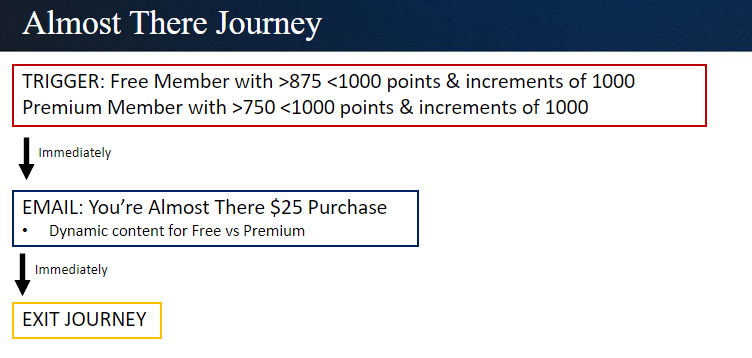 Almost There Journey
TRIGGER: Free Member with >875 <1000 points & increments of 1000
Premium Member with >750 <1000 points & increments of 1000
Immediately
EMAIL: You're Almost There $25 Purchase
• Dynamic content for Free vs Premium
Immediately
EXIT JOURNEY